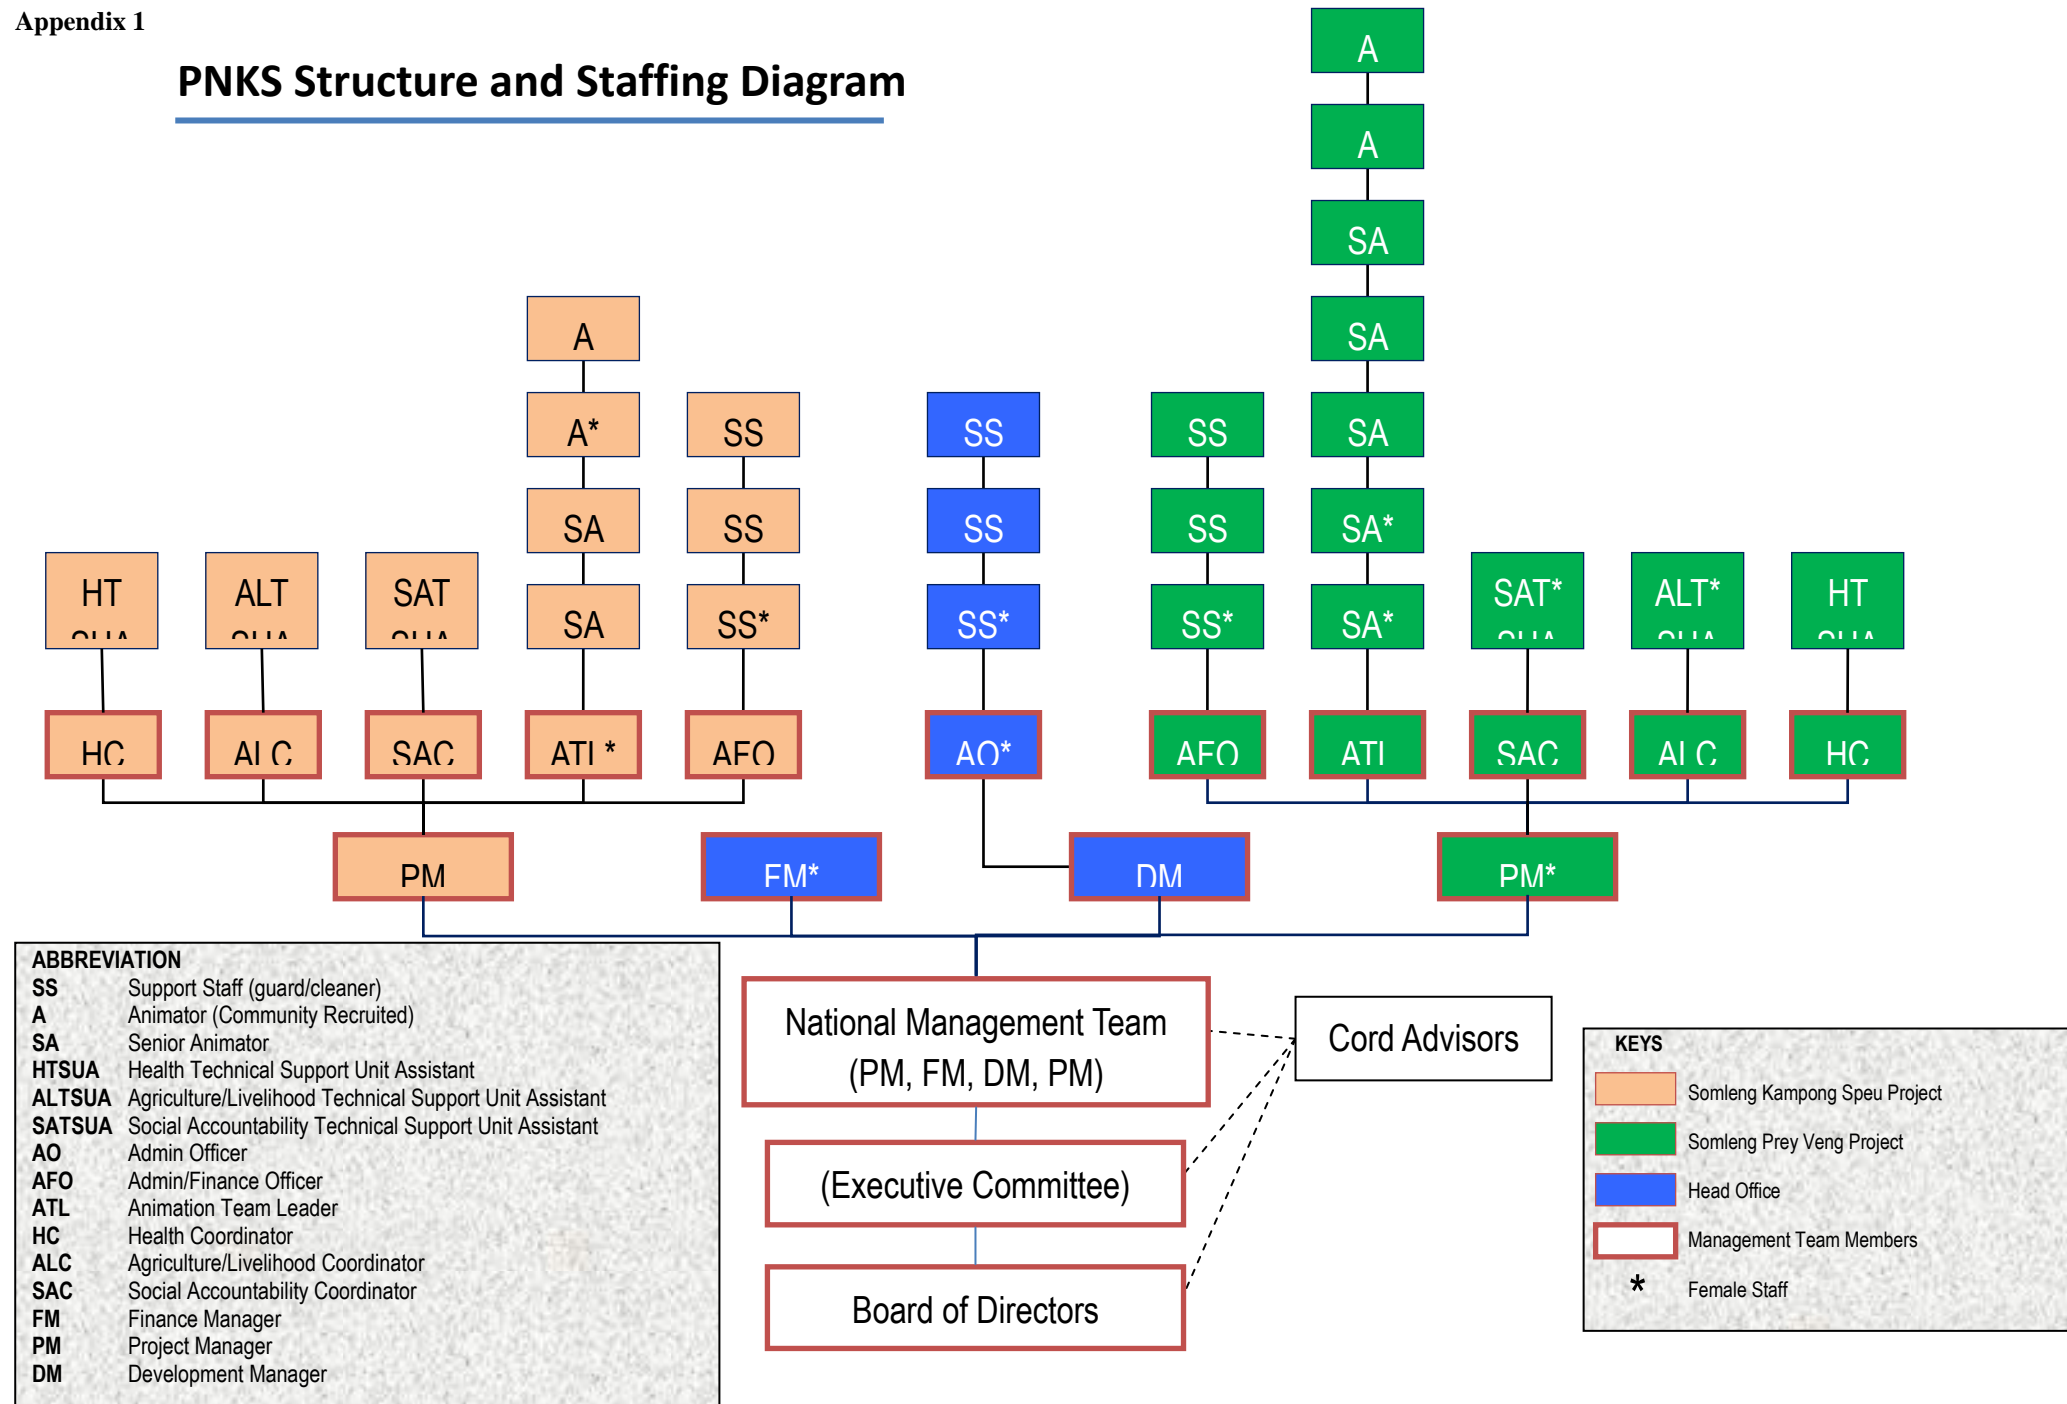 Appendix 1
PNKS Structure and Staffing Diagram
A
A
SA
A
SA
A*
SS
SS
SS
SA
SA
SS
SS
SS
SA*
HT
SUA
ALT
SUA
SAT
SUA
SA
SS*
SS*
SS*
SA*
SAT*
SUA
ALT*
SUA
HT
SUA
HC
ALC
SAC
ATL*
AFO
AO*
AFO
ATL
SAC
ALC
HC
PM
FM*
DM
PM*
ABBREVIATION
SS Support Staff (guard/cleaner)
A Animator (Community Recruited)
SA Senior Animator
HTSUA Health Technical Support Unit Assistant
ALTSUA Agriculture/Livelihood Technical Support Unit Assistant
SATSUA Social Accountability Technical Support Unit Assistant
AO Admin Officer
AFO Admin/Finance Officer
ATL Animation Team Leader
HC Health Coordinator
ALC Agriculture/Livelihood Coordinator
SAC Social Accountability Coordinator
FM Finance Manager
PM Project Manager
DM Development Manager
National Management Team
(PM, FM, DM, PM)
Cord Advisors
(Executive Committee)
Board of Directors
KEYS
Somleng Kampong Speu Project
Somleng Prey Veng Project
Head Office
Management Team Members
* Female Staff